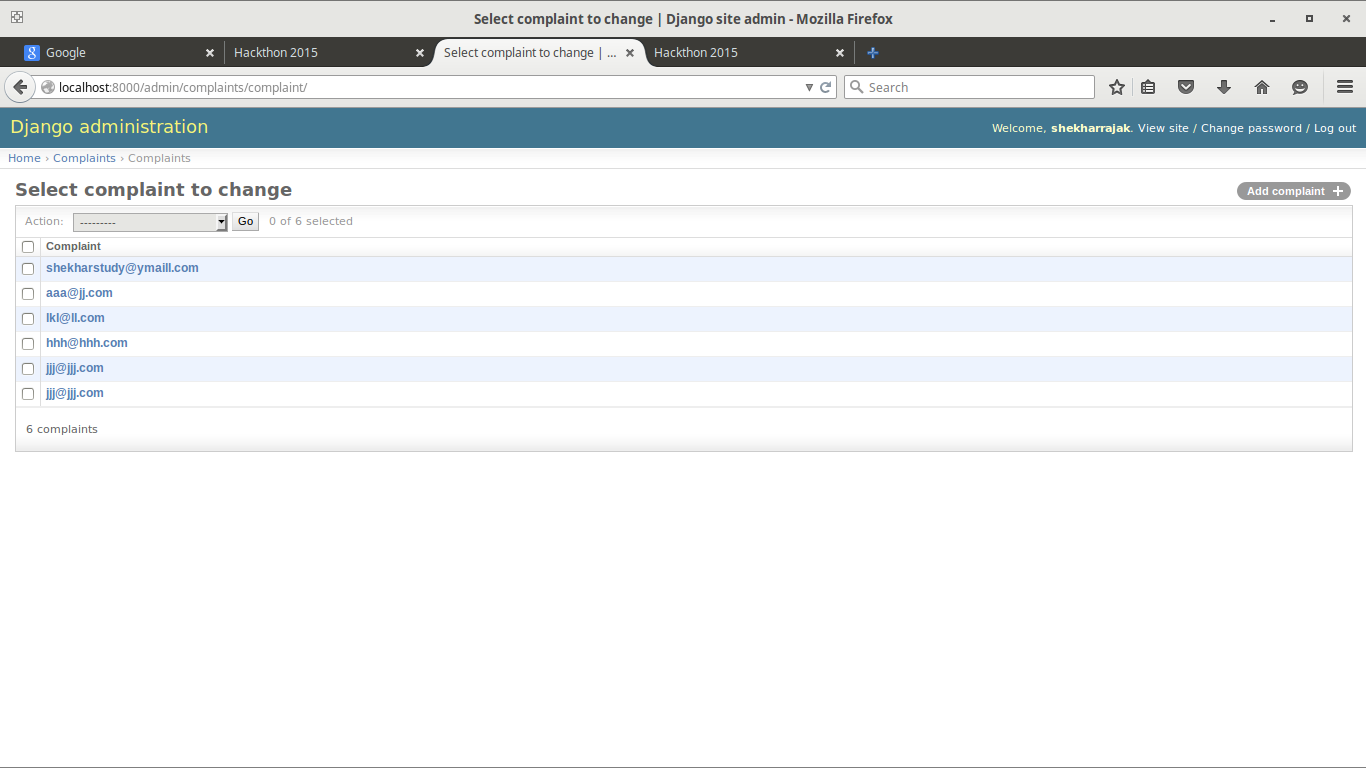 Select complaint to change | Django site admin - Mozilla Firefox
Google
Hackthon 2015
Select complaint to change | ...
Hackthon 2015
localhost:8000/admin/complaints/complaint/
Search
Django administration
Welcome, shekharrajak. View site / Change password / Log out
Home › Complaints › Complaints
Select complaint to change
Add complaint +
Action: --------- Go 0 of 6 selected
Complaint
shekharstudy@ymaill.com
aaa@jj.com
lkl@ll.com
hhh@hhh.com
jjj@jjj.com
jjj@jjj.com
6 complaints